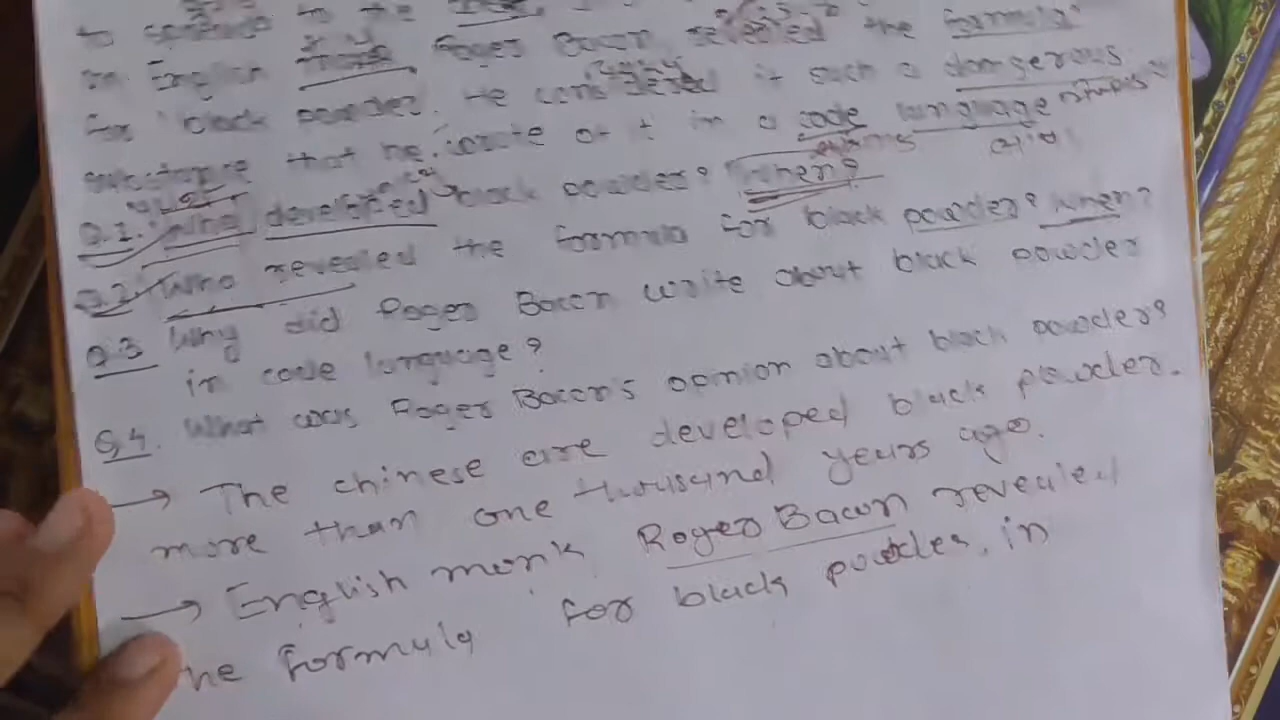 to the
an English monk Roger Bacon revealed the formula
for black powder. He considered it such a dangerous
substance that he wrote of it in a code language
Q.1. Who developed black powder? When?
Q.2 Who revealed the formula for black powder? When?
Q.3 Why did Roger Bacon write about black powder
in code language?
Q.4. What was Roger Bacon's opinion about black powder?
→ The chinese are developed black powder.
more than one thousand years ago.
→ English monk Roger Bacon revealed
he formula for black powder. in